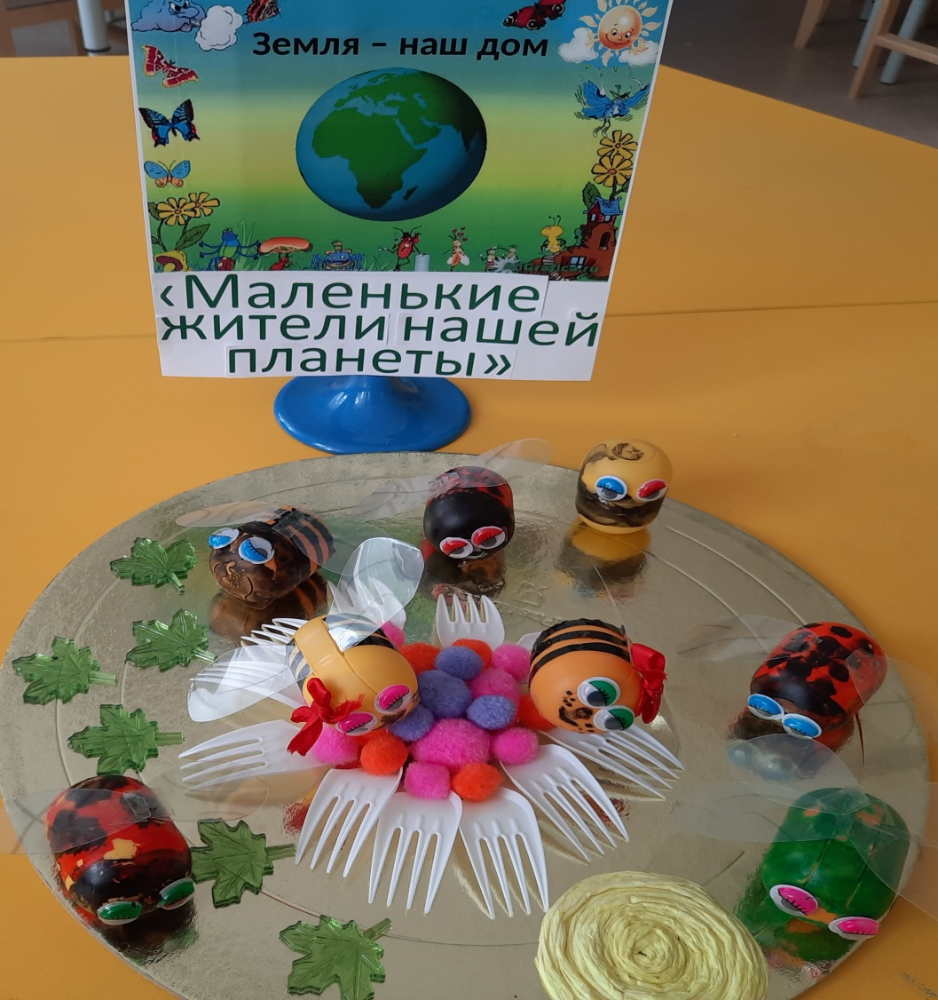 Земля – наш дом
‹Маленькие
жители нашей
планеты»